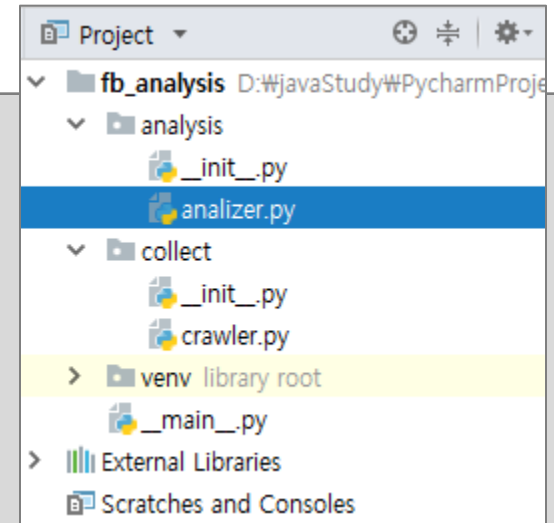 Project
fb_analysis D:₩javaStudy₩PycharmProje
analysis
__init__.py
analizer.py
collect
__init__.py
crawler.py
venv library root
__main__.py
External Libraries
Scratches and Consoles